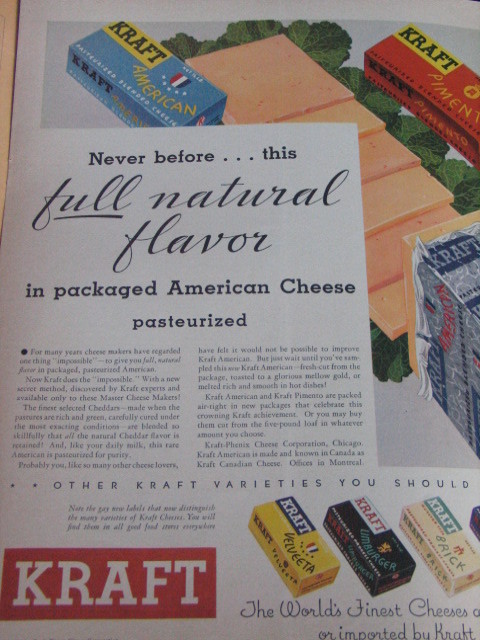 KRAFT
PASTEURIZED BLENDED CHEESE
AMERICAN
KRAFT
KRAFT
PIMENTO
KRAFT
PIMENTO
KRAFT
Never before . . . this
full natural
flavor
in packaged American Cheese
pasteurized
● For many years cheese makers have regarded
one thing "impossible"—to give you full, natural
flavor in packaged, pasteurized American.
Now Kraft does the "impossible." With a new
secret method, discovered by Kraft experts and
available only to these Master Cheese Makers!
The finest selected Cheddars—made when the
pastures are rich and green, carefully cured under
the most exacting conditions—are blended so
skillfully that all the natural Cheddar flavor is
retained! And, like your daily milk, this rare
American is pasteurized for purity.
Probably you, like so many other cheese lovers,
have felt it would not be possible to improve
Kraft American. But just wait until you've sam-
pled this new Kraft American—fresh-cut from the
package, toasted to a glorious mellow gold, or
melted rich and smooth in hot dishes!
Kraft American and Kraft Pimento are packed
air-tight in new packages that celebrate this
crowning Kraft achievement. Or you may buy
them cut from the five-pound loaf in whatever
amount you choose.
Kraft-Phenix Cheese Corporation, Chicago.
Kraft American is made and known in Canada as
Kraft Canadian Cheese. Offices in Montreal.
• • OTHER KRAFT VARIETIES YOU SHOULD
Note the gay new labels that now distinguish
the many varieties of Kraft Cheese. You will
find them in all good food stores everywhere
KRAFT
VELVEETA
VELVEETA
KRAFT
LIMBURGER
KRAFT
BRICK
BRICK
KRAFT
The World's Finest Cheeses a
or imported by Kraft